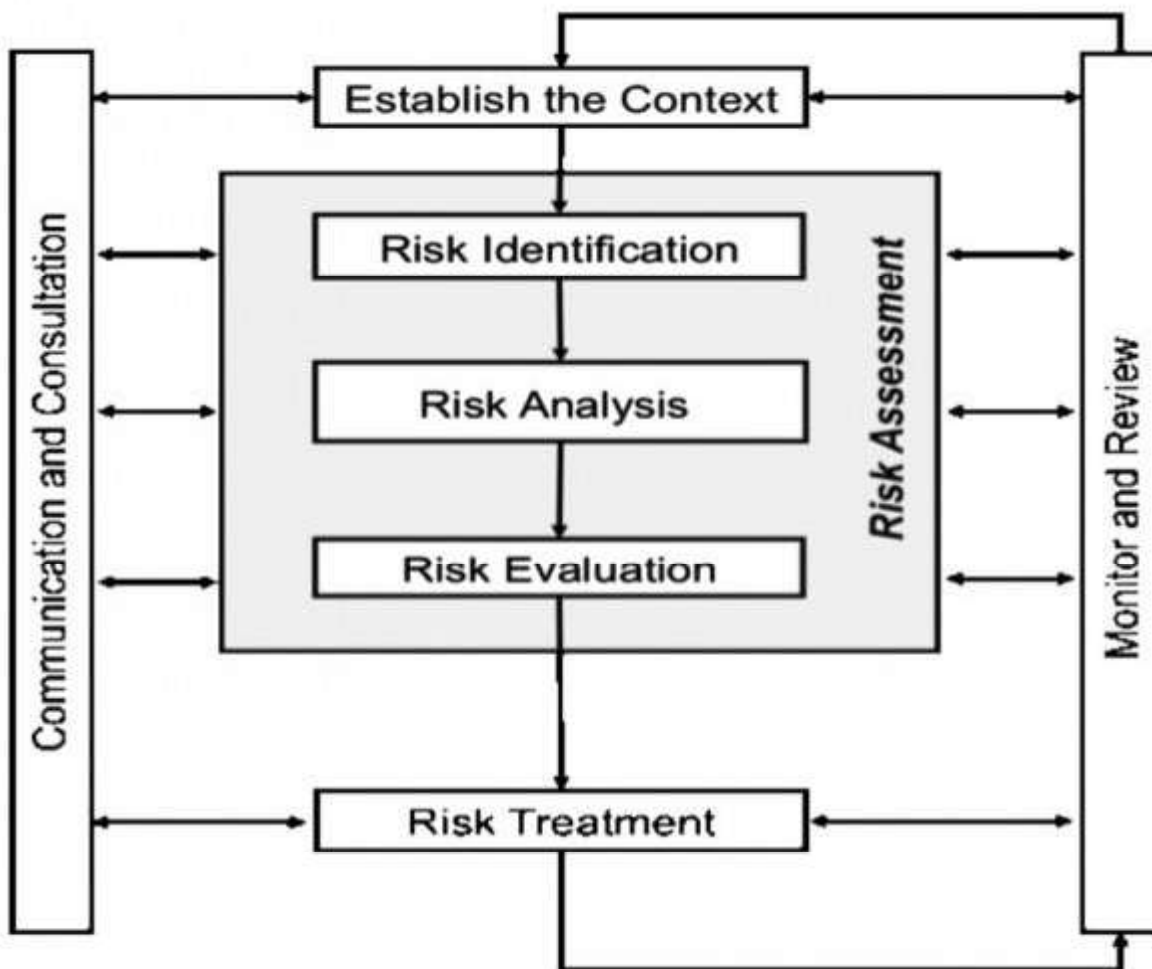 Establish the Context
Communication and Consultation
Risk Identification
Risk Analysis
Risk Evaluation
Risk Assessment
Monitor and Review
Risk Treatment